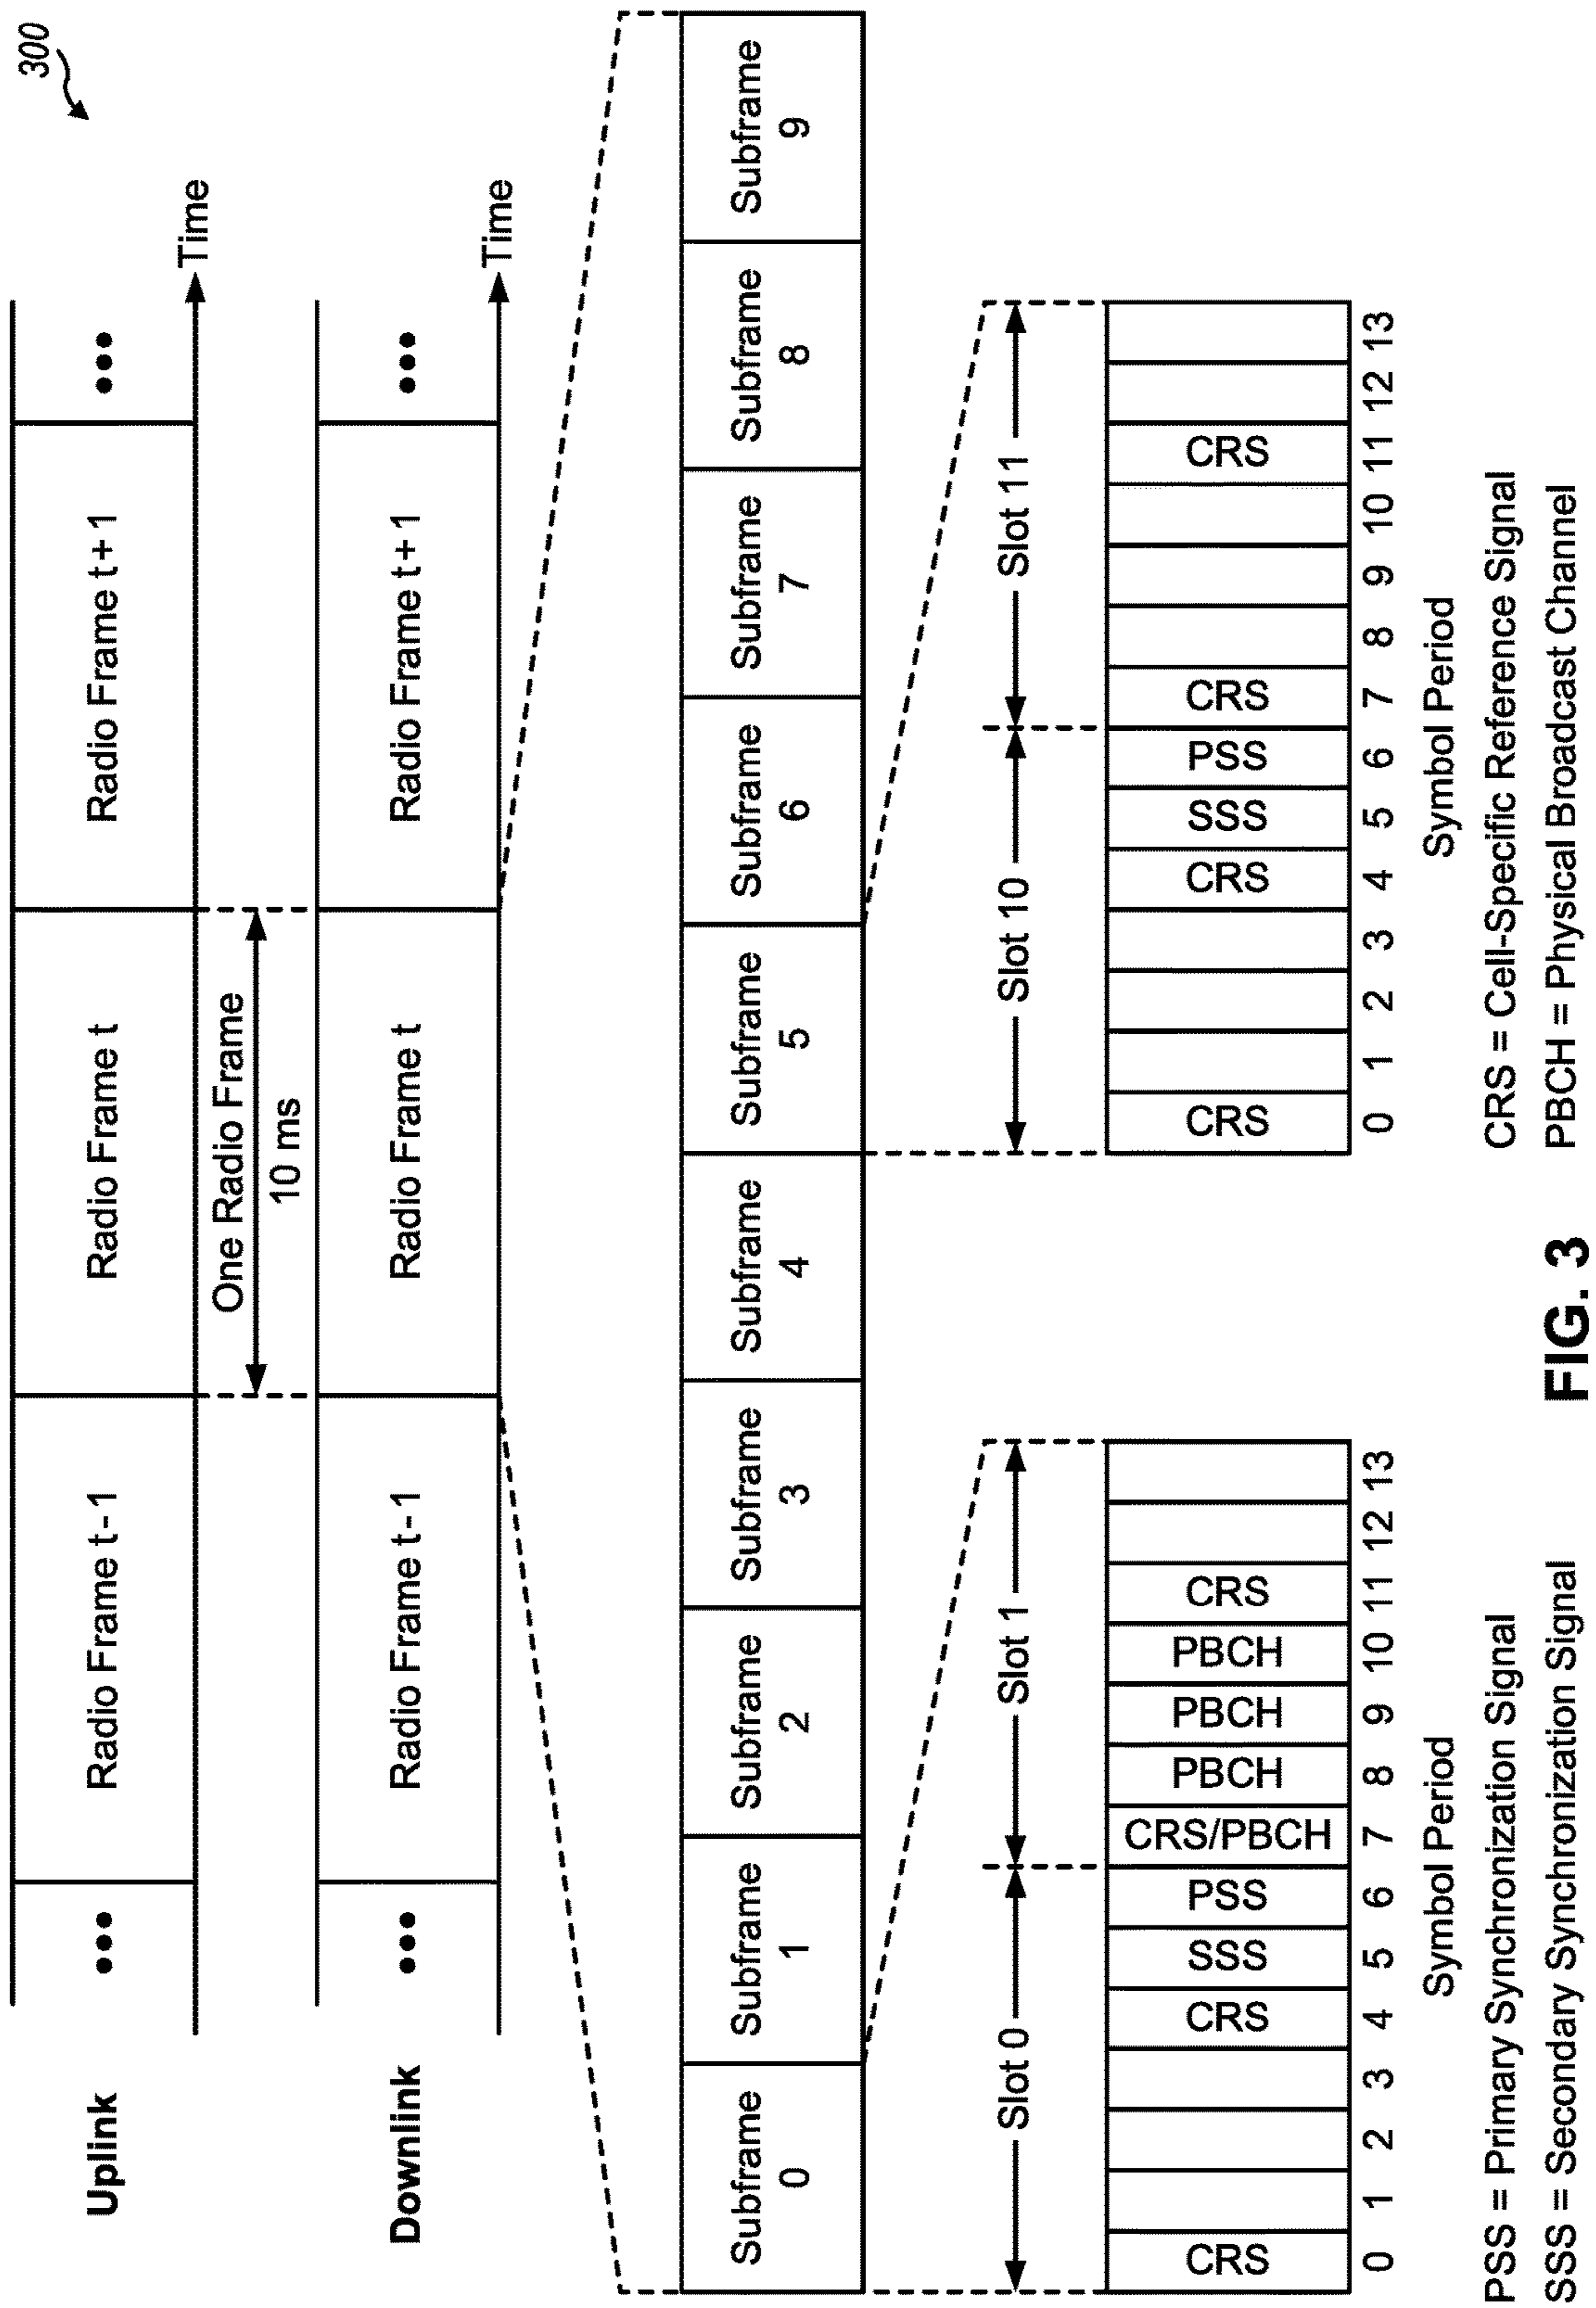 300
Uplink
••• Radio Frame t-1 Radio Frame t Radio Frame t+1 •••
Time
One Radio Frame
10 ms
Downlink
••• Radio Frame t-1 Radio Frame t Radio Frame t+1 •••
Time
Subframe 0 Subframe 1 Subframe 2 Subframe 3 Subframe 4 Subframe 5 Subframe 6 Subframe 7 Subframe 8 Subframe 9
Slot 0 Slot 1 Slot 10 Slot 11
CRS CRS SSS PSS CRS/PBCH PBCH PBCH PBCH CRS
0 1 2 3 4 5 6 7 8 9 10 11 12 13
Symbol Period
CRS CRS SSS PSS CRS CRS
0 1 2 3 4 5 6 7 8 9 10 11 12 13
Symbol Period
PSS = Primary Synchronization Signal
SSS = Secondary Synchronization Signal
CRS = Cell-Specific Reference Signal
PBCH = Physical Broadcast Channel
FIG. 3